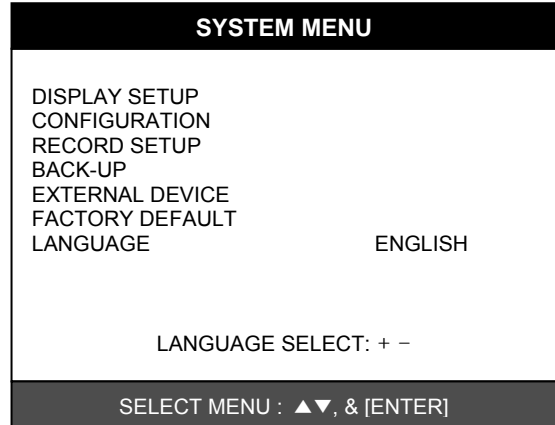 SYSTEM MENU
DISPLAY SETUP
CONFIGURATION
RECORD SETUP
BACK-UP
EXTERNAL DEVICE
FACTORY DEFAULT
LANGUAGE ENGLISH
LANGUAGE SELECT: + −
SELECT MENU : ▲▼, & [ENTER]